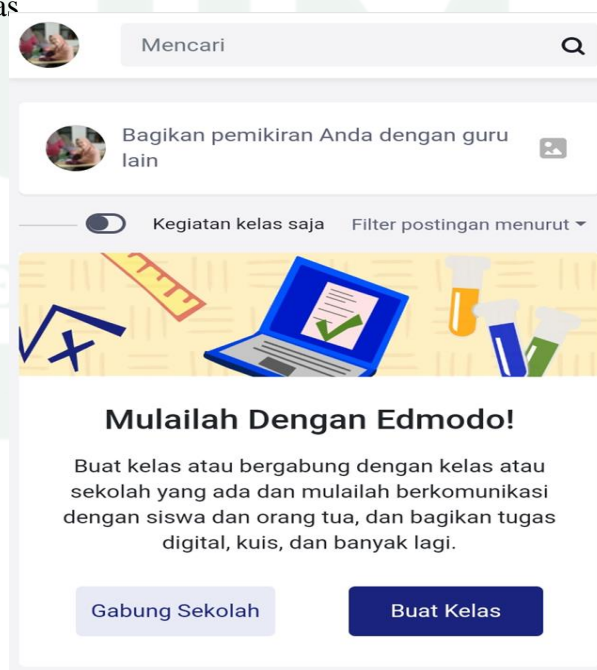 as
Mencari
Bagikan pemikiran Anda dengan guru
lain
Kegiatan kelas saja Filter postingan menurut
Mulailah Dengan Edmodo!
Buat kelas atau bergabung dengan kelas atau
sekolah yang ada dan mulailah berkomunikasi
dengan siswa dan orang tua, dan bagikan tugas
digital, kuis, dan banyak lagi.
Gabung Sekolah Buat Kelas